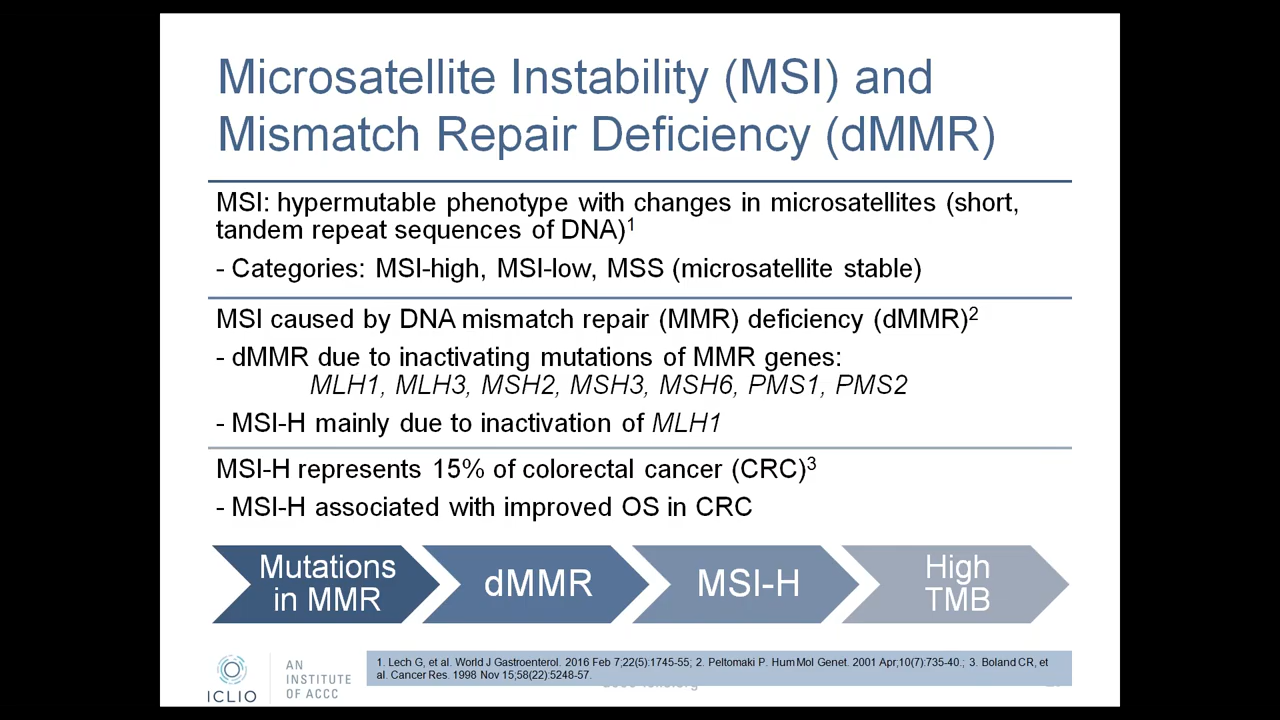 Microsatellite Instability (MSI) and
Mismatch Repair Deficiency (dMMR)
MSI: hypermutable phenotype with changes in microsatellites (short,
tandem repeat sequences of DNA)1
- Categories: MSI-high, MSI-low, MSS (microsatellite stable)
MSI caused by DNA mismatch repair (MMR) deficiency (dMMR)2
- dMMR due to inactivating mutations of MMR genes:
MLH1, MLH3, MSH2, MSH3, MSH6, PMS1, PMS2
- MSI-H mainly due to inactivation of MLH1
MSI-H represents 15% of colorectal cancer (CRC)3
- MSI-H associated with improved OS in CRC
Mutations
in MMR
dMMR
MSI-H
High
TMB
ICLIO
AN
INSTITUTE
OF ACCC
1. Lech G, et al. World J Gastroenterol. 2016 Feb 7;22(5):1745-55; 2. Peltomaki P. Hum Mol Genet. 2001 Apr;10(7):735-40.; 3. Boland CR, et
al. Cancer Res. 1998 Nov 15;58(22):5248-57.